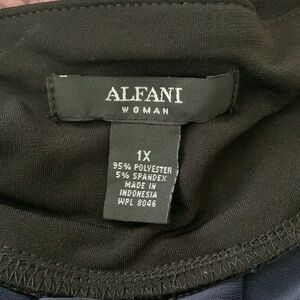 ALFANI
WOMAN
1X
95% POLYESTER
5% SPANDEX
MADE IN
INDONESIA
WPL 8046